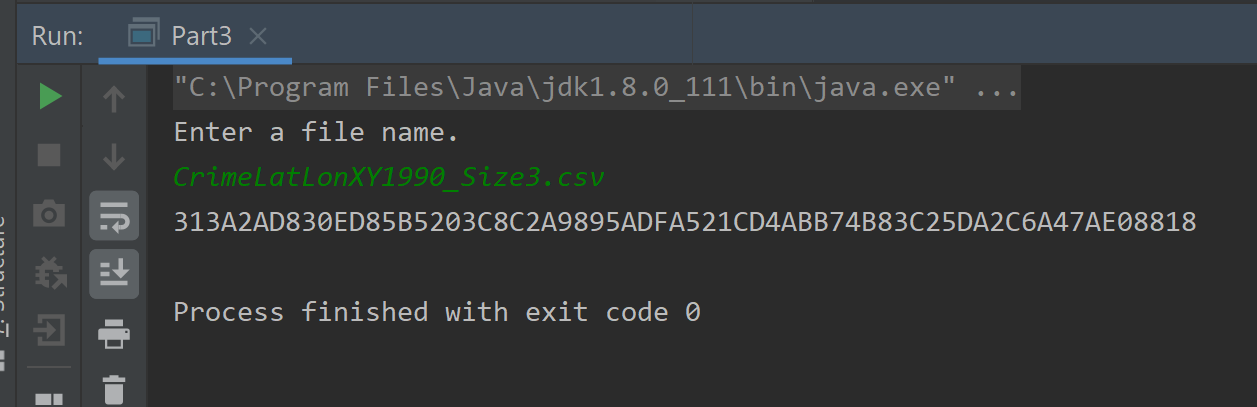 Run: Part3
"C:\Program Files\Java\jdk1.8.0_111\bin\java.exe" ...
Enter a file name.
CrimeLatLonXY1990_Size3.csv
313A2AD830ED85B5203C8C2A9895ADFA521CD4ABB74B83C25DA2C6A47AE08818
Process finished with exit code 0
Z: Structure